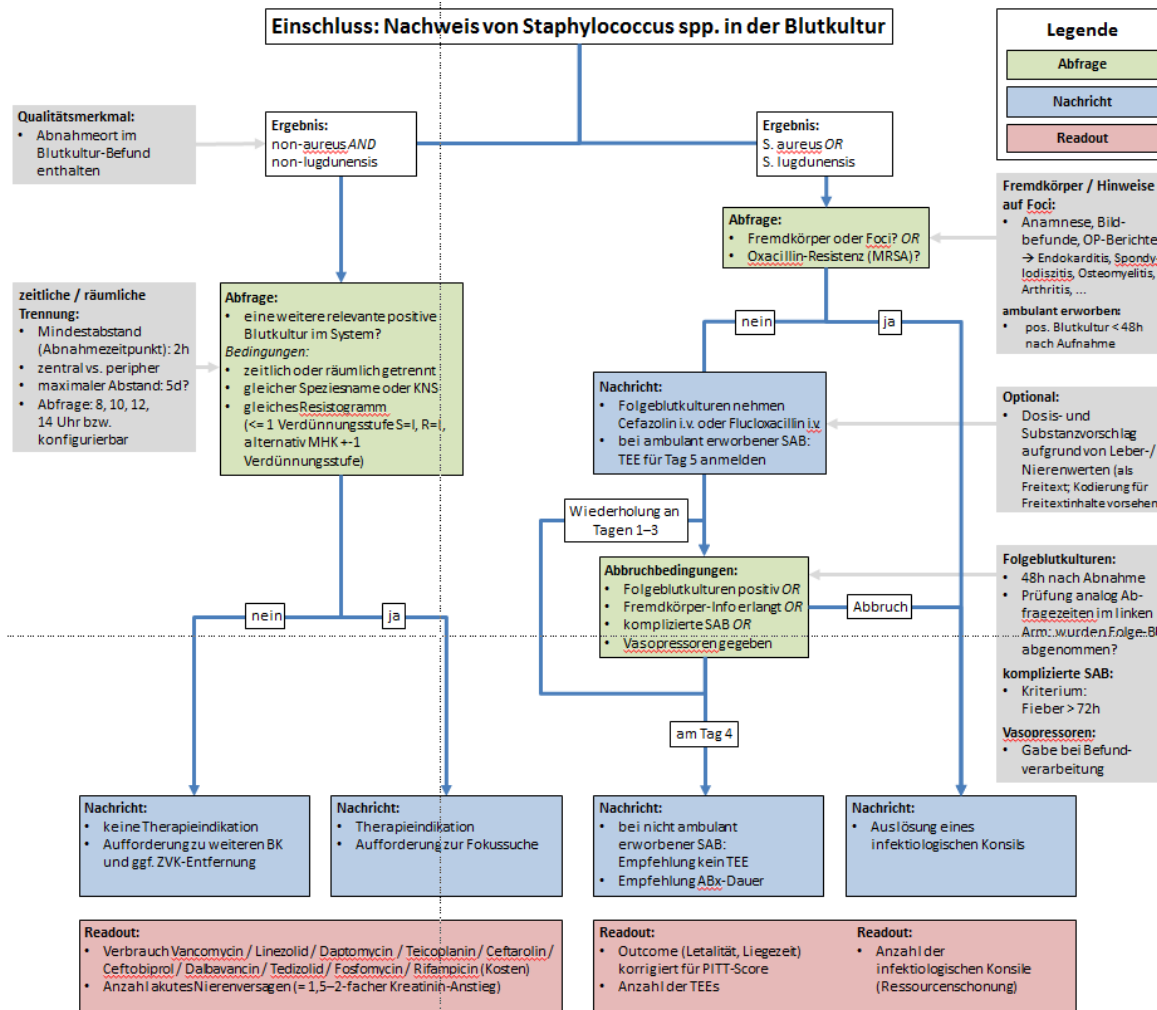 Einschluss: Nachweis von Staphylococcus spp. in der Blutkultur
Legende
Abfrage
Nachricht
Readout
Qualitätsmerkmal:
• Abnahmeort im
Blutkultur-Befund
enthalten
Ergebnis:
non-aureus AND
non-lugdunensis
Ergebnis:
S. aureus OR
S. lugdunensis
Fremdkörper / Hinweise
auf Foci:
• Anamnese, Bild-
befunde, OP-Berichte
→ Endokarditis, Spondy-
lodiszitis, Osteomyelitis,
Arthritis, ...
ambulant erworben:
• pos. Blutkultur < 48h
nach Aufnahme
Abfrage:
• Fremdkörper oder Foci? OR
• Oxacillin-Resistenz (MRSA)?
nein
ja
zeitliche / räumliche
Trennung:
• Mindestabstand
(Abnahmezeitpunkt): 2h
• zentral vs. peripher
• maximaler Abstand: 5d?
• Abfrage: 8, 10, 12,
14 Uhr bzw.
konfigurierbar
Abfrage:
• eine weitere relevante positive
Blutkultur im System?
Bedingungen:
• zeitlich oder räumlich getrennt
• gleicher Speziesname oder KNS
• gleiches Resistogramm
(<= 1 Verdünnungsstufe S=I, R=I,
alternativ MHK +-1
Verdünnungsstufe)
Nachricht:
• Folgeblutkulturen nehmen
Cefazolin i.v. oder Flucloxacillin i.v.
• bei ambulant erworbener SAB:
TEE für Tag 5 anmelden
Optional:
• Dosis- und
Substanzvorschlag
aufgrund von Leber-/
Nierenwerten (als
Freitext; Kodierung für
Freitextinhalte vorsehen
Wiederholung an
Tagen 1–3
Abbruchbedingungen:
• Folgeblutkulturen positiv OR
• Fremdkörper-Info erlangt OR
• komplizierte SAB OR
• Vasopressoren gegeben
Abbruch
Folgeblutkulturen:
• 48h nach Abnahme
• Prüfung analog Ab-
fragezeiten im linken
Arm: wurden Folge-B
abgenommen?
komplizierte SAB:
• Kriterium:
Fieber > 72h
Vasopressoren:
• Gabe bei Befund-
verarbeitung
nein
ja
am Tag 4
Nachricht:
• keine Therapieindikation
• Aufforderung zu weiteren BK
und ggf. ZVK-Entfernung
Nachricht:
• Therapieindikation
• Aufforderung zur Fokussuche
Nachricht:
• bei nicht ambulant
erworbener SAB:
Empfehlung kein TEE
• Empfehlung ABx-Dauer
Nachricht:
• Auslösung eines
infektiologischen Konsils
Readout:
• Verbrauch Vancomycin / Linezolid / Daptomycin / Teicoplanin / Ceftarolin /
Ceftobiprol / Dalbavancin / Tedizolid / Fosfomycin / Rifampicin (Kosten)
• Anzahl akutes Nierenversagen (= 1,5–2-facher Kreatinin-Anstieg)
Readout:
• Outcome (Letalität, Liegezeit)
korrigiert für PITT-Score
• Anzahl der TEEs
Readout:
• Anzahl der
infektiologischen Konsile
(Ressourcenschonung)